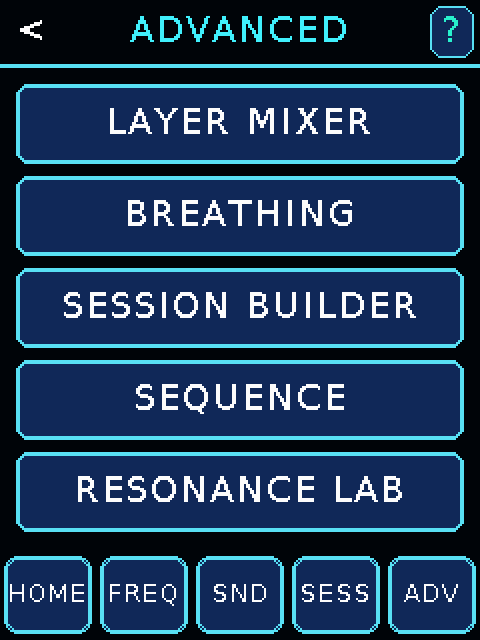 < ADVANCED ?
LAYER MIXER
BREATHING
SESSION BUILDER
SEQUENCE
RESONANCE LAB
HOME FREQ SND SESS ADV